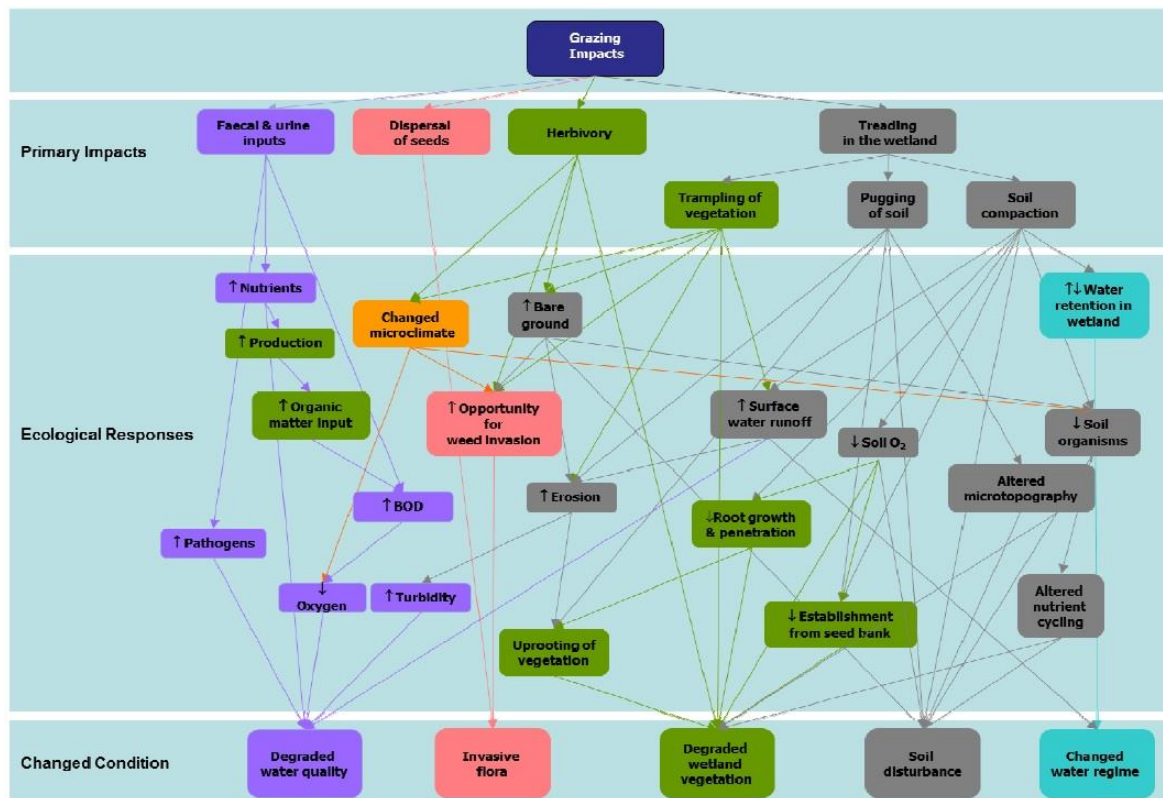 Grazing
Impacts
Primary Impacts
Faecal & urine
inputs
Dispersal
of seeds
Herbivory
Treading
in the wetland
Trampling of
vegetation
Pugging
of soil
Soil
compaction
Ecological Responses
↑Nutrients
↑Production
↑Organic
matter input
↑BOD
↑Pathogens
↓
Oxygen
↑Turbidity
Changed
microclimate
↑Bare
ground
↑Opportunity
for
weed invasion
↑Erosion
Uprooting of
vegetation
↑Surface
water runoff
↓Root growth
& penetration
↓Soil O₂
↓Establishment
from seed bank
↑↓Water
retention in
wetland
↓Soil
organisms
Altered
microtopography
Altered
nutrient
cycling
Changed Condition
Degraded
water quality
Invasive
flora
Degraded
wetland
vegetation
Soil
disturbance
Changed
water regime